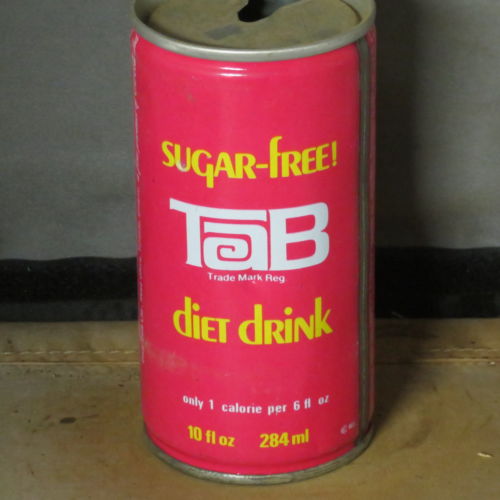 SUGAR-fREE!
TaB
Trade Mark Reg.
diET drink
only 1 calorie per 6 fl oz
10 fl oz 284 ml